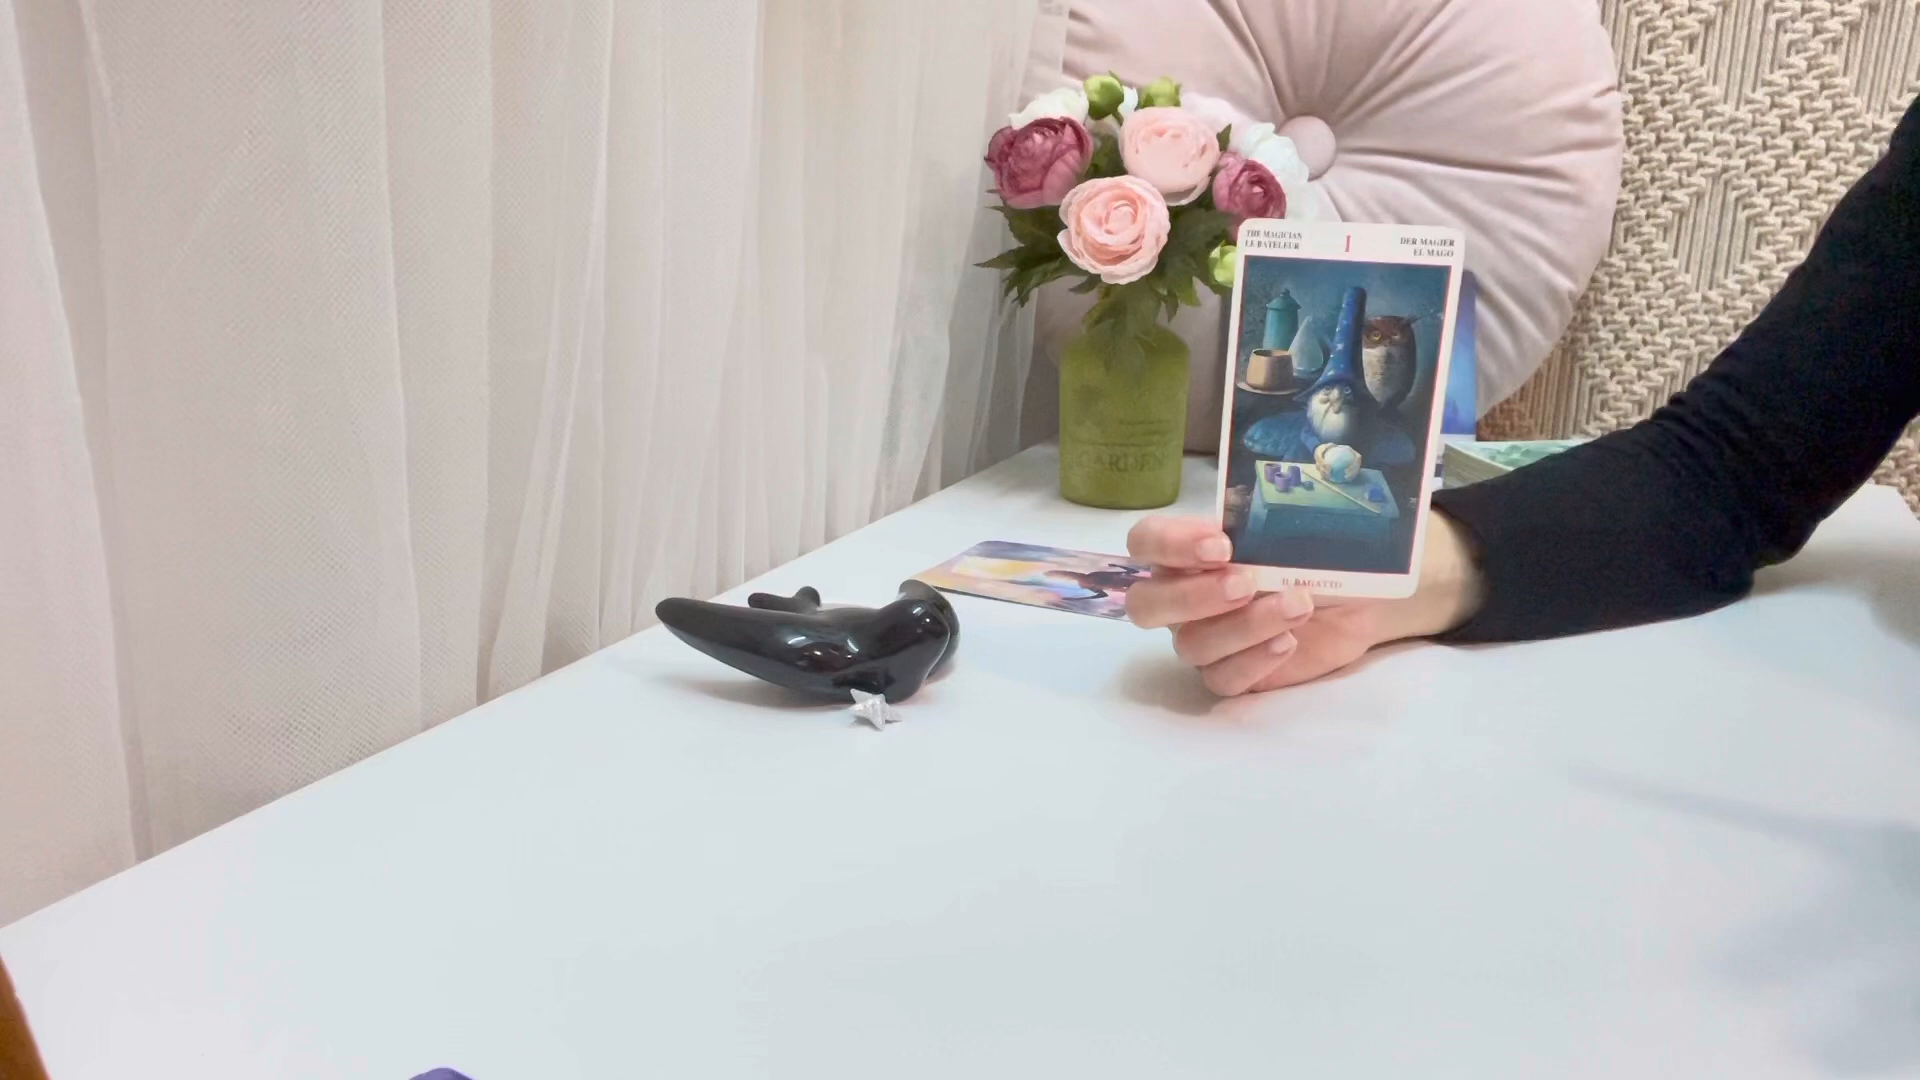 THE MAGICIAN
LE BATELEUR
I
DER MAGIER
EL MAGO
IL BAGATTO
GARDEN